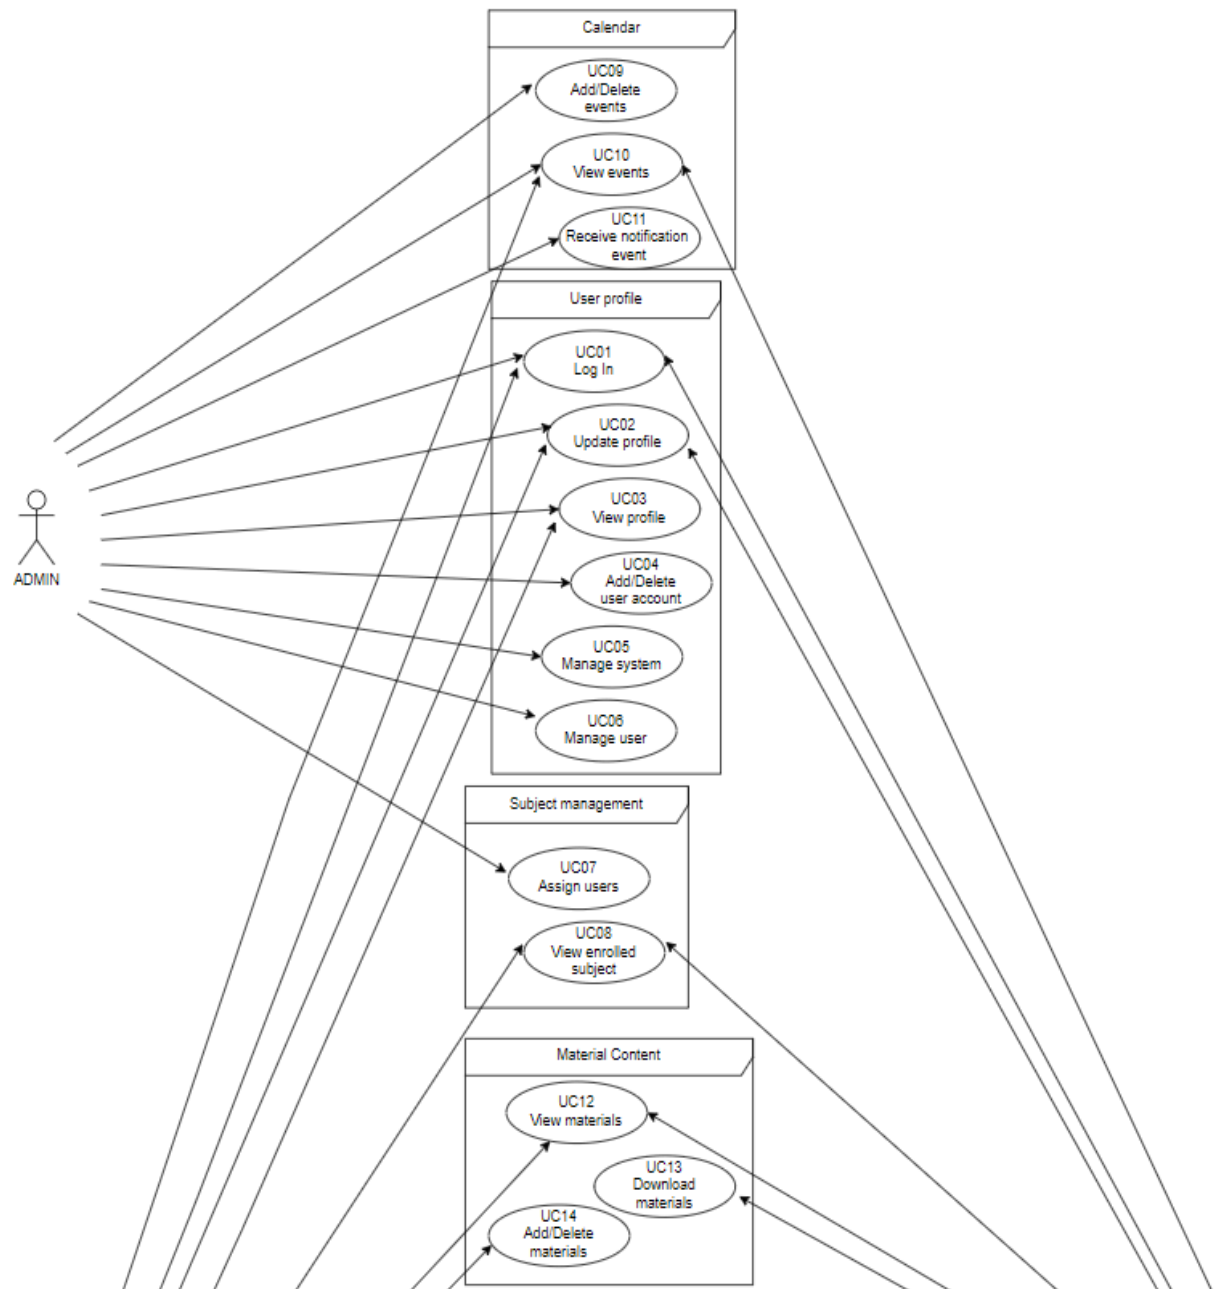 Calendar
UC09
Add/Delete
events
UC10
View events
UC11
Receive notification
event
User profile
UC01
Log In
UC02
Update profile
UC03
View profile
ADMIN
UC04
Add/Delete
user account
UC05
Manage system
UC06
Manage user
Subject management
UC07
Assign users
UC08
View enrolled
subject
Material Content
UC12
View materials
UC13
Download
materials
UC14
Add/Delete
materials